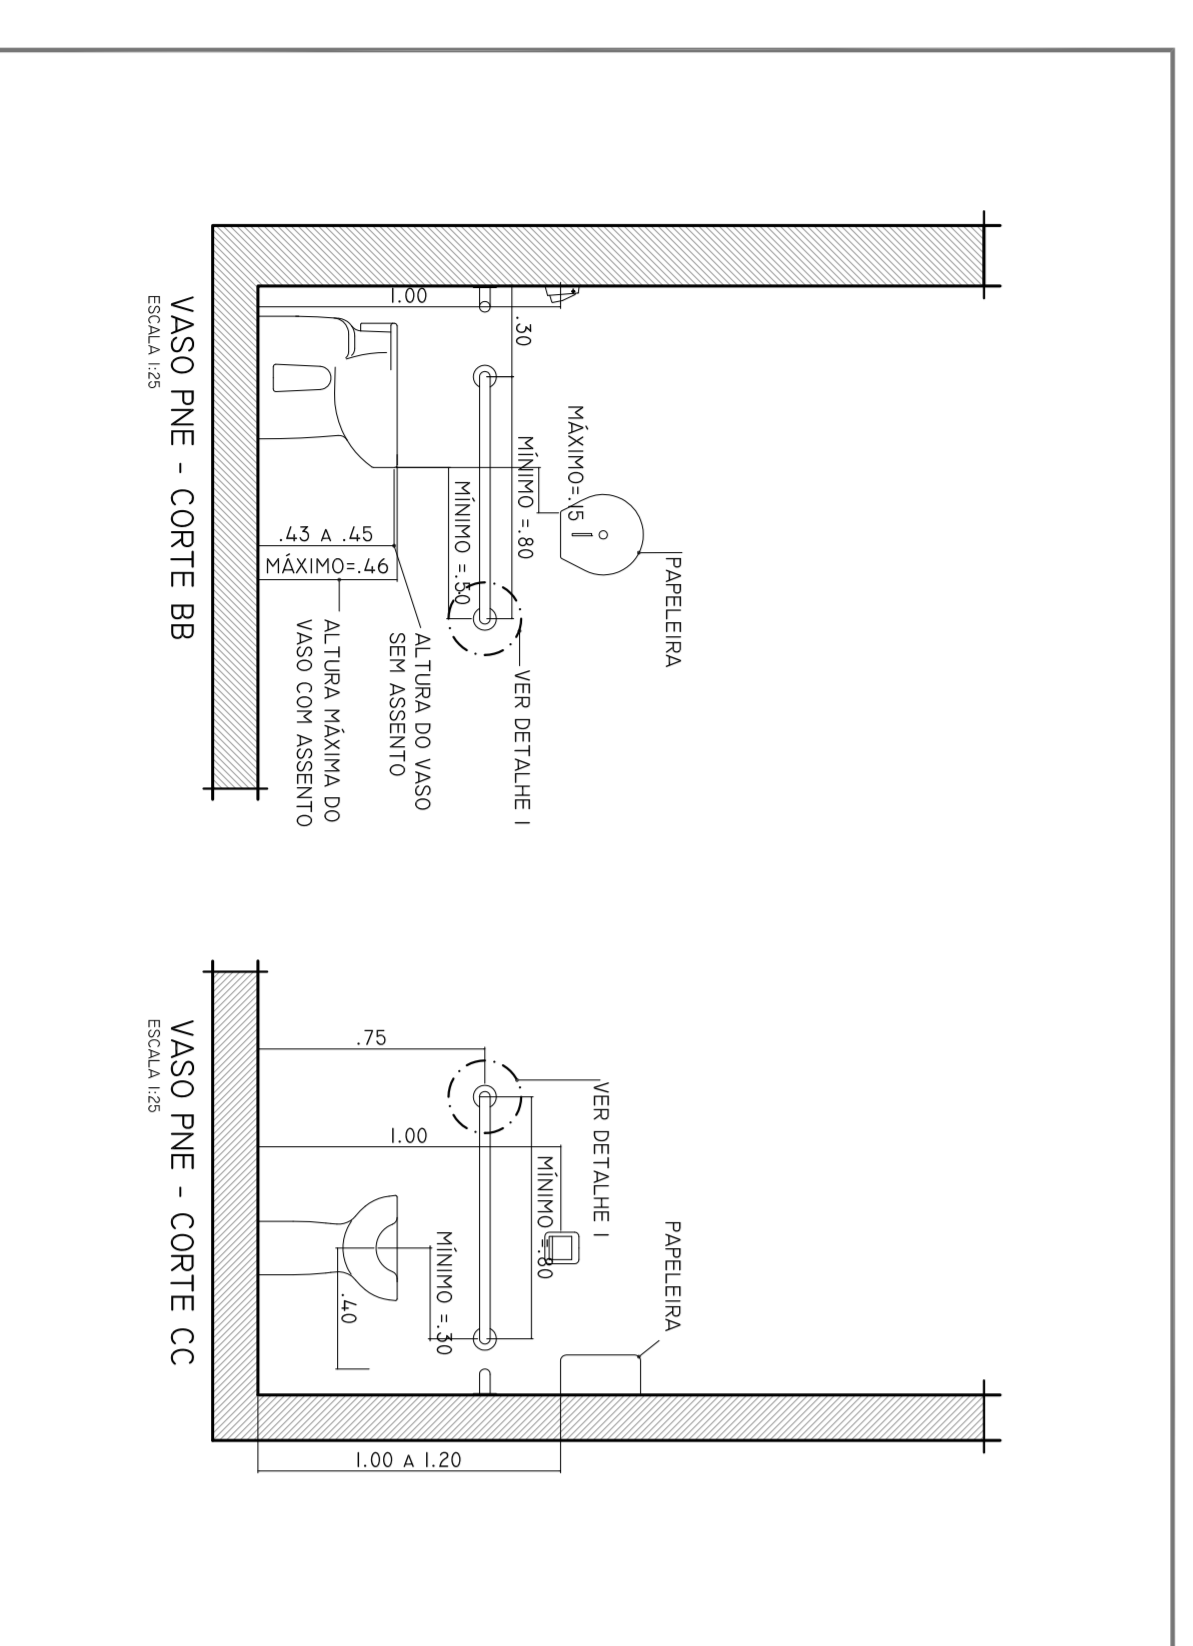 PAPELEIRA
MÁXIMO=.15
.30
MÍNIMO =.80
VER DETALHE 1
MÍNIMO =.50
1.00
ALTURA DO VASO
SEM ASSENTO
.43 A .45
MÁXIMO=.46
ALTURA MÁXIMA DO
VASO COM ASSENTO
VASO PNE - CORTE BB
ESCALA 1:25
PAPELEIRA
VER DETALHE 1
MÍNIMO =.80
.75
1.00
MÍNIMO =.30
.40
1.00 A 1.20
VASO PNE - CORTE CC
ESCALA 1:25